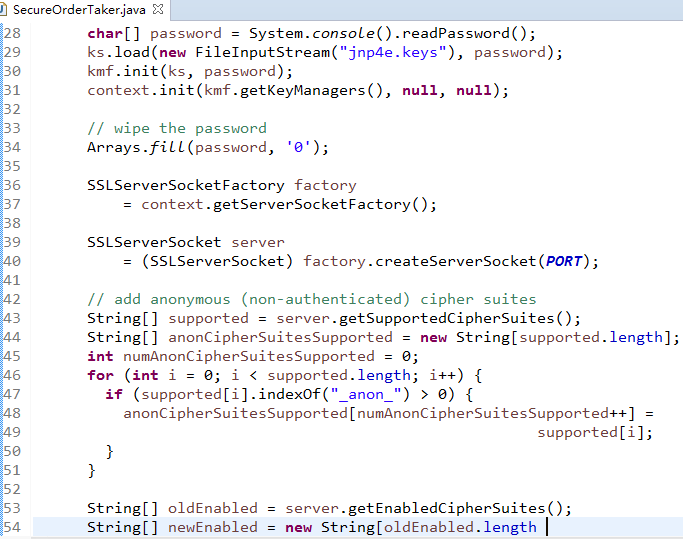 SecureOrderTaker.java
28 char[] password = System.console().readPassword();
29 ks.load(new FileInputStream("jnp4e.keys"), password);
30 kmf.init(ks, password);
31 context.init(kmf.getKeyManagers(), null, null);
32
33 // wipe the password
34 Arrays.fill(password, '0');
35
36 SSLServerSocketFactory factory
37 = context.getServerSocketFactory();
38
39 SSLServerSocket server
40 = (SSLServerSocket) factory.createServerSocket(PORT);
41
42 // add anonymous (non-authenticated) cipher suites
43 String[] supported = server.getSupportedCipherSuites();
44 String[] anonCipherSuitesSupported = new String[supported.length];
45 int numAnonCipherSuitesSupported = 0;
46 for (int i = 0; i < supported.length; i++) {
47 if (supported[i].indexOf("_anon_") > 0) {
48 anonCipherSuitesSupported[numAnonCipherSuitesSupported++] =
49 supported[i];
50 }
51 }
52
53 String[] oldEnabled = server.getEnabledCipherSuites();
54 String[] newEnabled = new String[oldEnabled.length